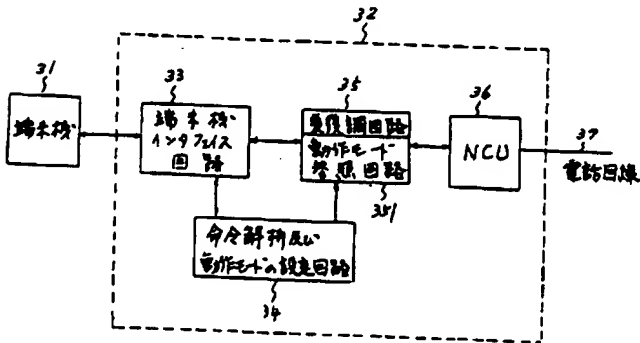 32
31
33
35
36
37
端末機
端末機
インタフェイス
回路
変復調回路
動作モード
参照回路
351
NCU
電話回線
命令解析及び
動作モードの設定回路
34